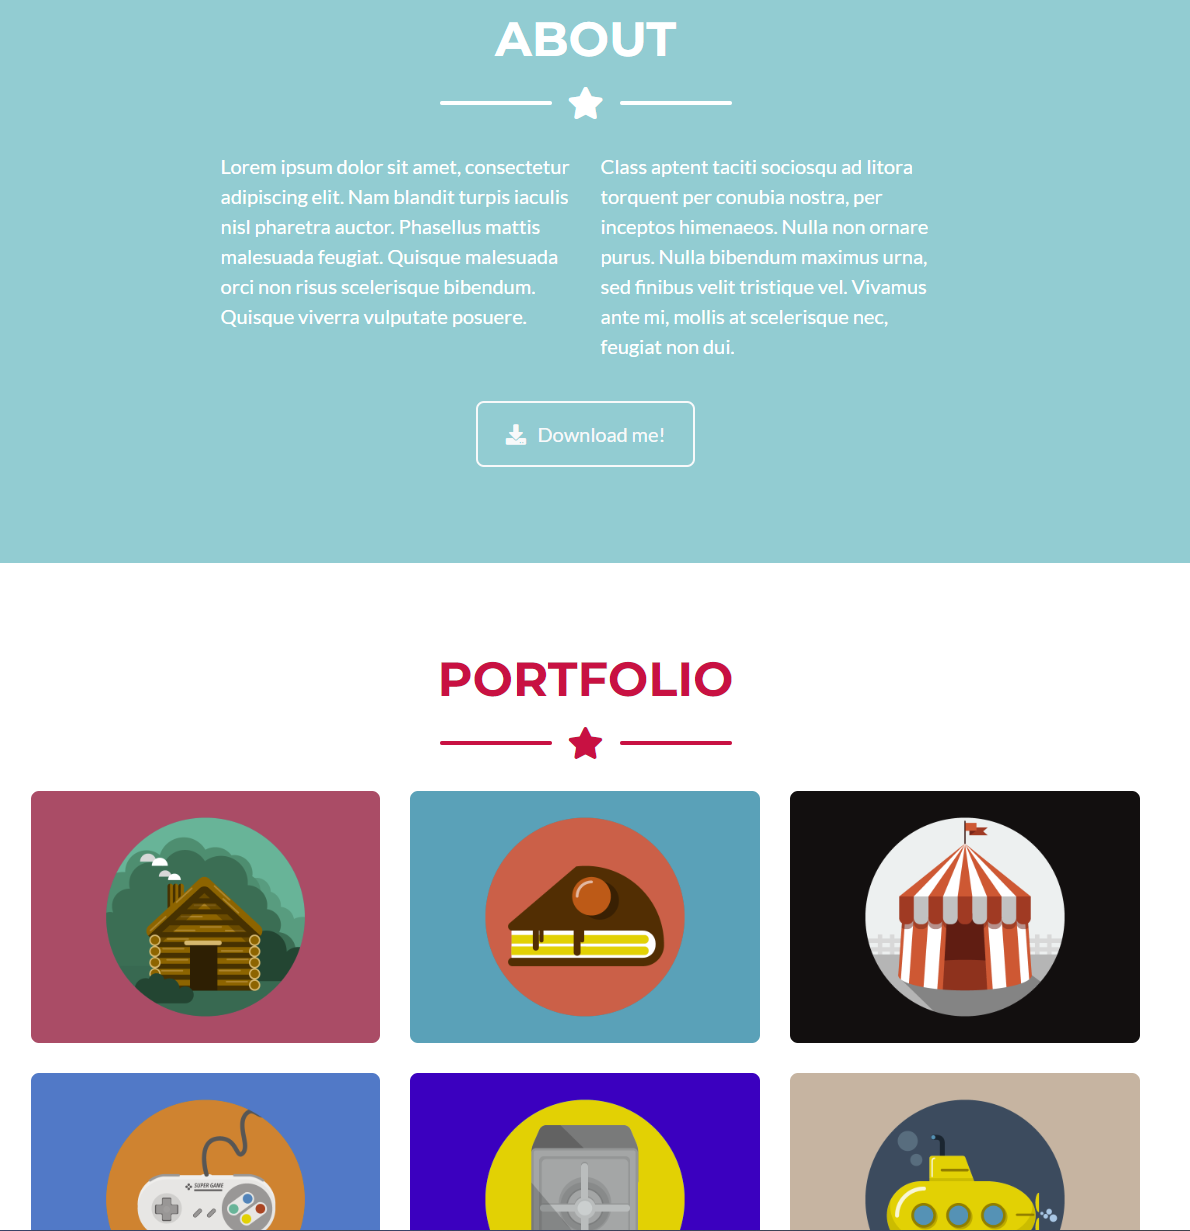 ABOUT
Lorem ipsum dolor sit amet, consectetur
adipiscing elit. Nam blandit turpis iaculis
nisl pharetra auctor. Phasellus mattis
malesuada feugiat. Quisque malesuada
orci non risus scelerisque bibendum.
Quisque viverra vulputate posuere.
Class aptent taciti sociosqu ad litora
torquent per conubia nostra, per
inceptos himenaeos. Nulla non ornare
purus. Nulla bibendum maximus urna,
sed finibus velit tristique vel. Vivamus
ante mi, mollis at scelerisque nec,
feugiat non dui.
Download me!
PORTFOLIO
SUPER GAME